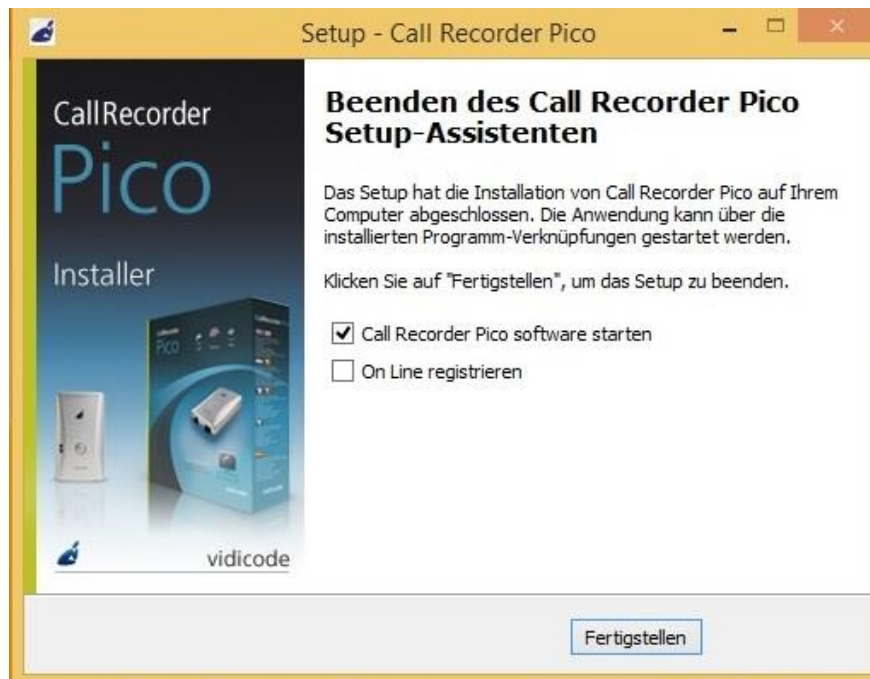 Setup - Call Recorder Pico
CallRecorder
Pico
Installer
Pico
vidicode
Beenden des Call Recorder Pico
Setup-Assistenten
Das Setup hat die Installation von Call Recorder Pico auf Ihrem
Computer abgeschlossen. Die Anwendung kann über die
installierten Programm-Verknüpfungen gestartet werden.
Klicken Sie auf "Fertigstellen", um das Setup zu beenden.
Call Recorder Pico software starten
On Line registrieren
Fertigstellen